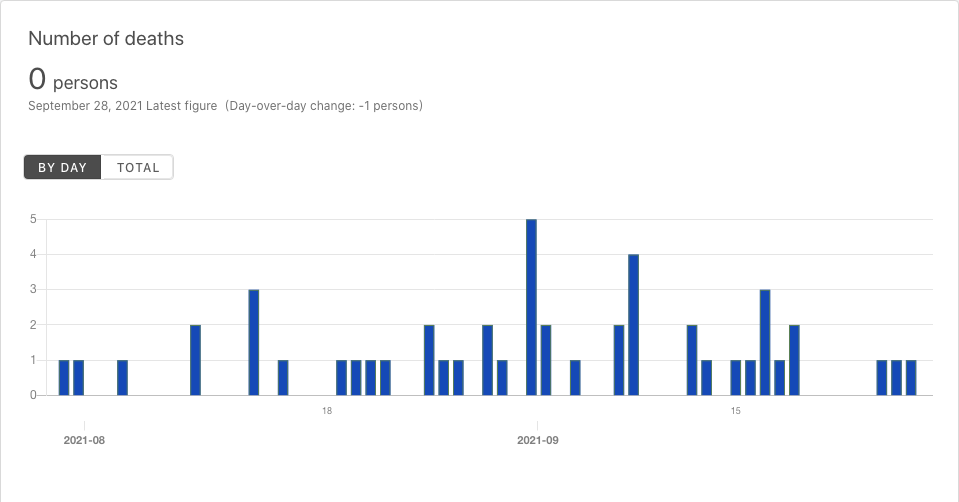 Number of deaths
0 persons
September 28, 2021 Latest figure (Day-over-day change: -1 persons)
BY DAY TOTAL
5
4
3
2
1
0
18 15
2021-08 2021-09